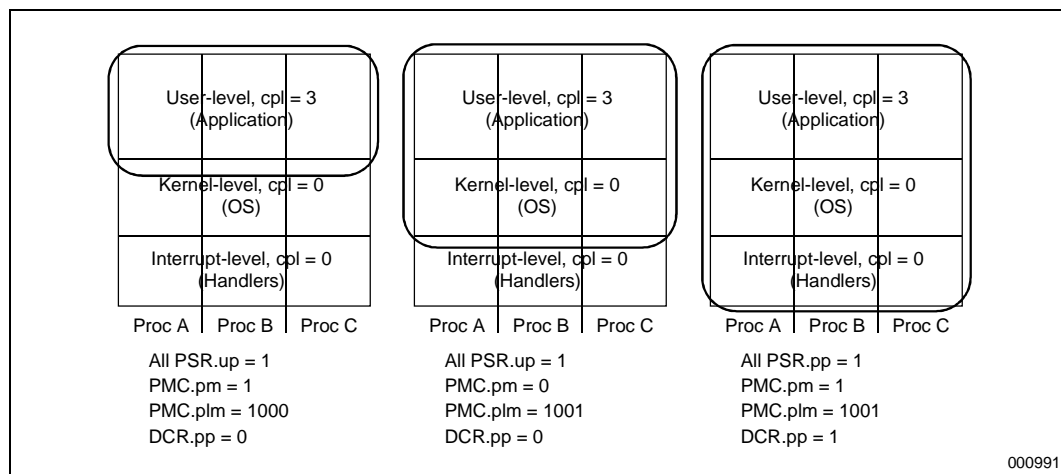 User-level, cpl = 3
(Application)
Kernel-level, cpl = 0
(OS)
Interrupt-level, cpl = 0
(Handlers)
Proc A Proc B Proc C
All PSR.up = 1
PMC.pm = 1
PMC.plm = 1000
DCR.pp = 0
User-level, cpl = 3
(Application)
Kernel-level, cpl = 0
(OS)
Interrupt-level, cpl = 0
(Handlers)
Proc A Proc B Proc C
All PSR.up = 1
PMC.pm = 0
PMC.plm = 1001
DCR.pp = 0
User-level, cpl = 3
(Application)
Kernel-level, cpl = 0
(OS)
Interrupt-level, cpl = 0
(Handlers)
Proc A Proc B Proc C
All PSR.pp = 1
PMC.pm = 1
PMC.plm = 1001
DCR.pp = 1
000991